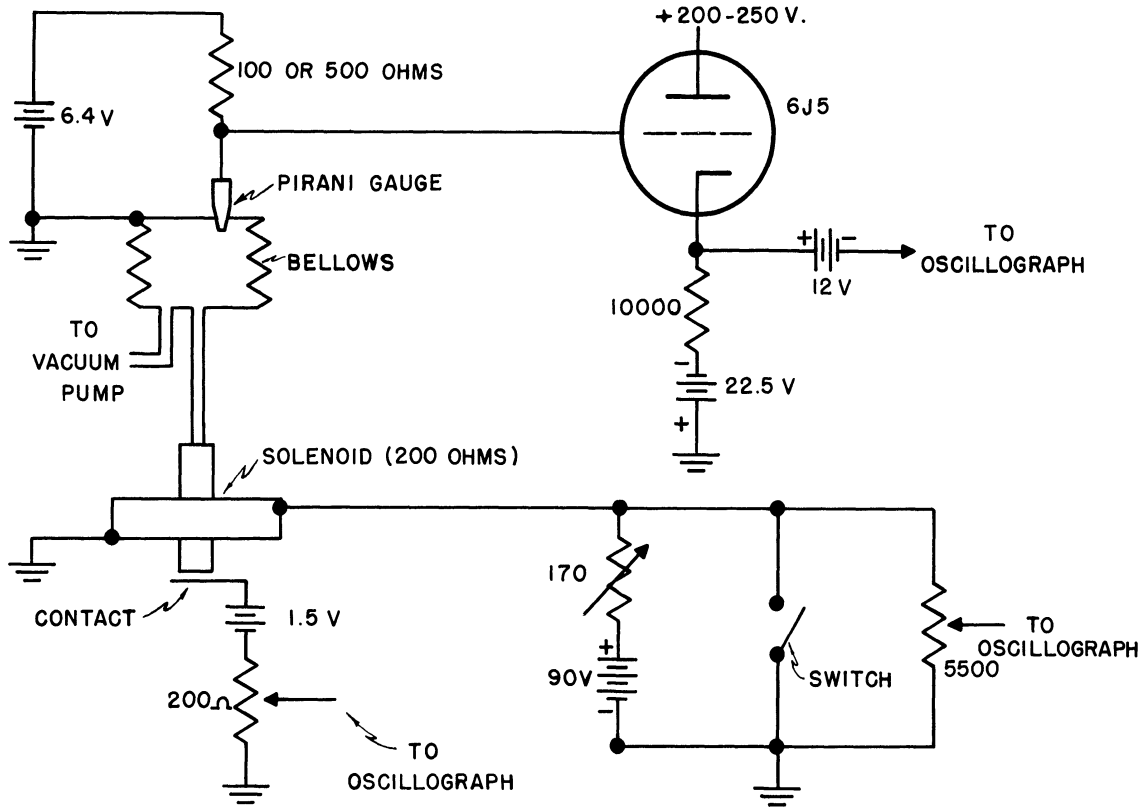 +200-250 V.
100 OR 500 OHMS
6.4 V
6J5
PIRANI GAUGE
BELLOWS
+ -
TO
OSCILLOGRAPH
12 V
10000
TO
VACUUM
PUMP
-
22.5 V
+
SOLENOID (200 OHMS)
170
CONTACT
1.5 V
+
90V
-
SWITCH
TO
OSCILLOGRAPH
5500
200Ω
TO
OSCILLOGRAPH